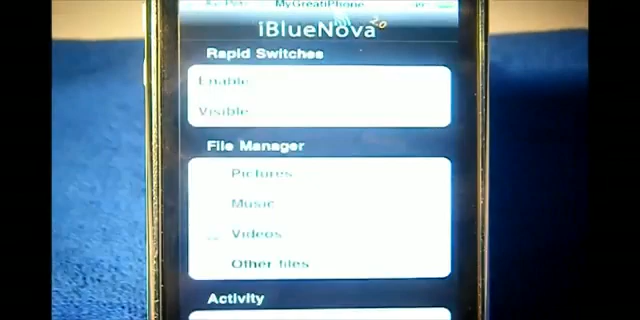 MyGreatiPhone
iBlueNova 2.0
Rapid Switches
Enable
Visible
File Manager
Pictures
Music
Videos
Other files
Activity